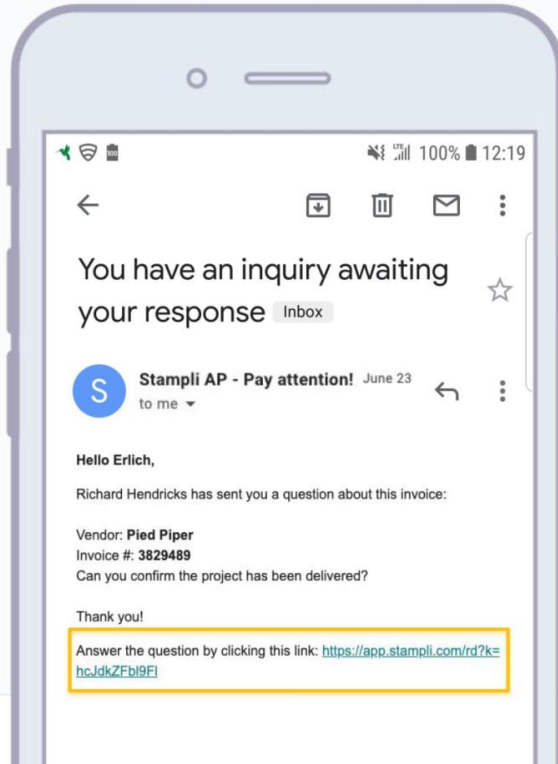 100 LTE 100% 12:19
You have an inquiry awaiting
your response Inbox
S Stampli AP - Pay attention! June 23
to me
Hello Erlich,
Richard Hendricks has sent you a question about this invoice:
Vendor: Pied Piper
Invoice #: 3829489
Can you confirm the project has been delivered?
Thank you!
Answer the question by clicking this link: https://app.stampli.com/rd?k=
hcJdkZFbl9Fl